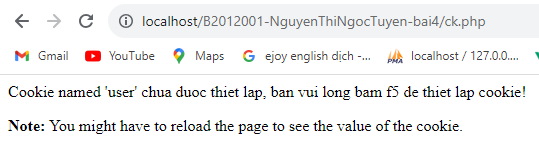 localhost/B2012001-NguyenThiNgocTuyen-bai4/ck.php
Gmail YouTube Maps ejoy english dịch -... localhost / 127.0.0....
Cookie named 'user' chua duoc thiet lap, ban vui long bam f5 de thiet lap cookie!
Note: You might have to reload the page to see the value of the cookie.